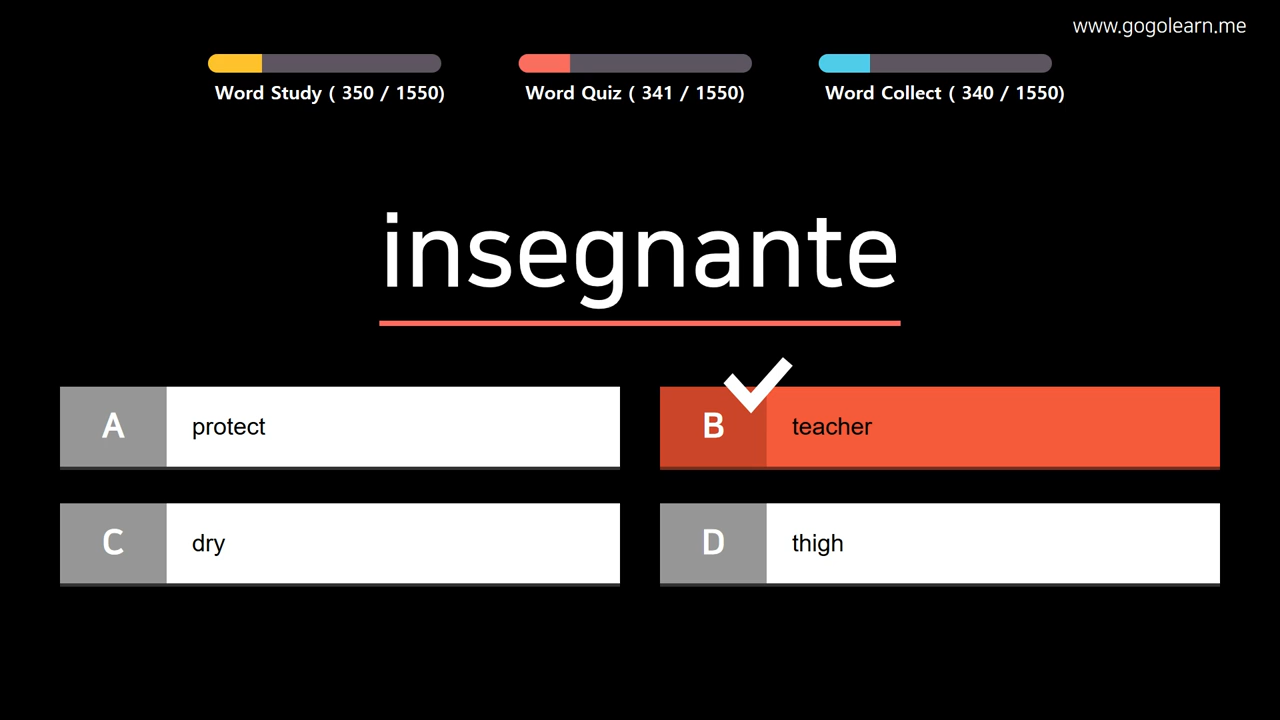 www.gogolearn.me
Word Study ( 350 / 1550)
Word Quiz ( 341 / 1550)
Word Collect ( 340 / 1550)
insegnante
A
protect
B
teacher
C
dry
D
thigh